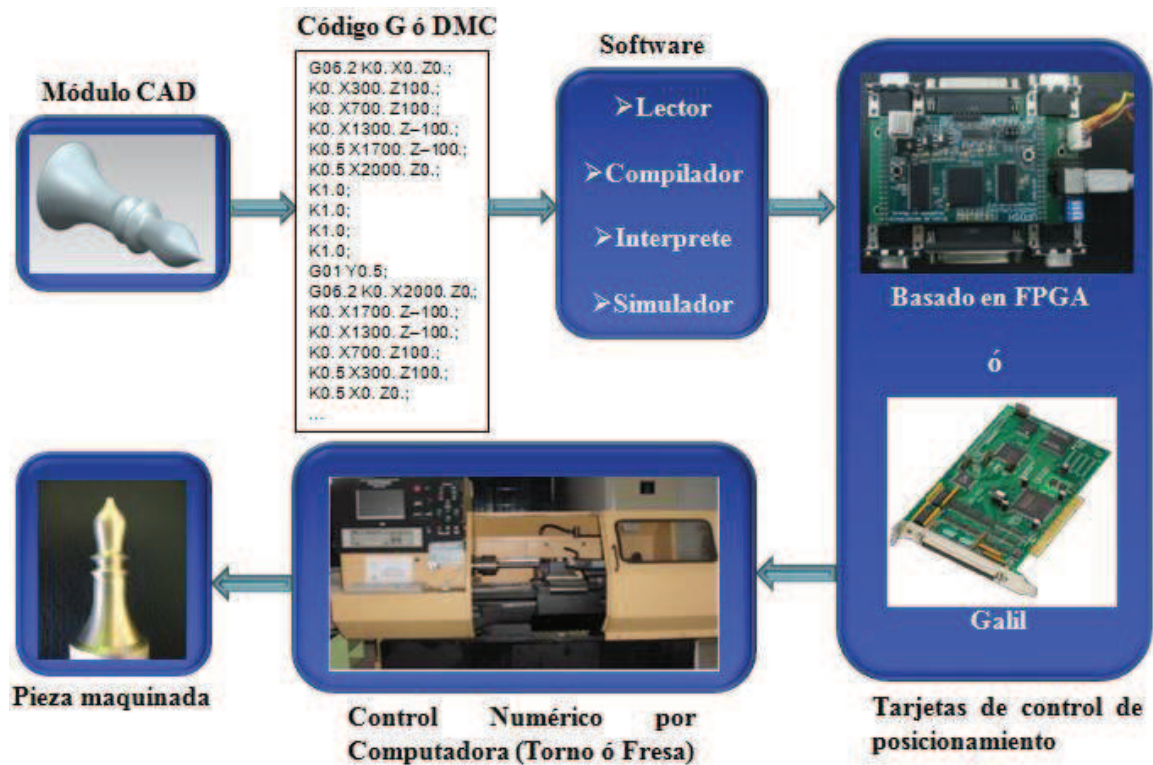 Módulo CAD
Código G ó DMC
G06.2 K0. X0. Z0.;
K0. X300. Z100.;
K0. X700. Z100.;
K0. X1300. Z–100.;
K0.5 X1700. Z–100.;
K0.5 X2000. Z0.;
K1.0;
K1.0;
K1.0;
K1.0;
G01 Y0.5;
G06.2 K0. X2000. Z0.;
K0. X1700. Z–100.;
K0. X1300. Z–100.;
K0. X700. Z100.;
K0.5 X300. Z100.;
K0.5 X0. Z0.;
...
Software
➢Lector
➢Compilador
➢Interprete
➢Simulador
Basado en FPGA
ó
Galil
Tarjetas de control de
posicionamiento
Control Numérico por
Computadora (Torno ó Fresa)
Pieza maquinada